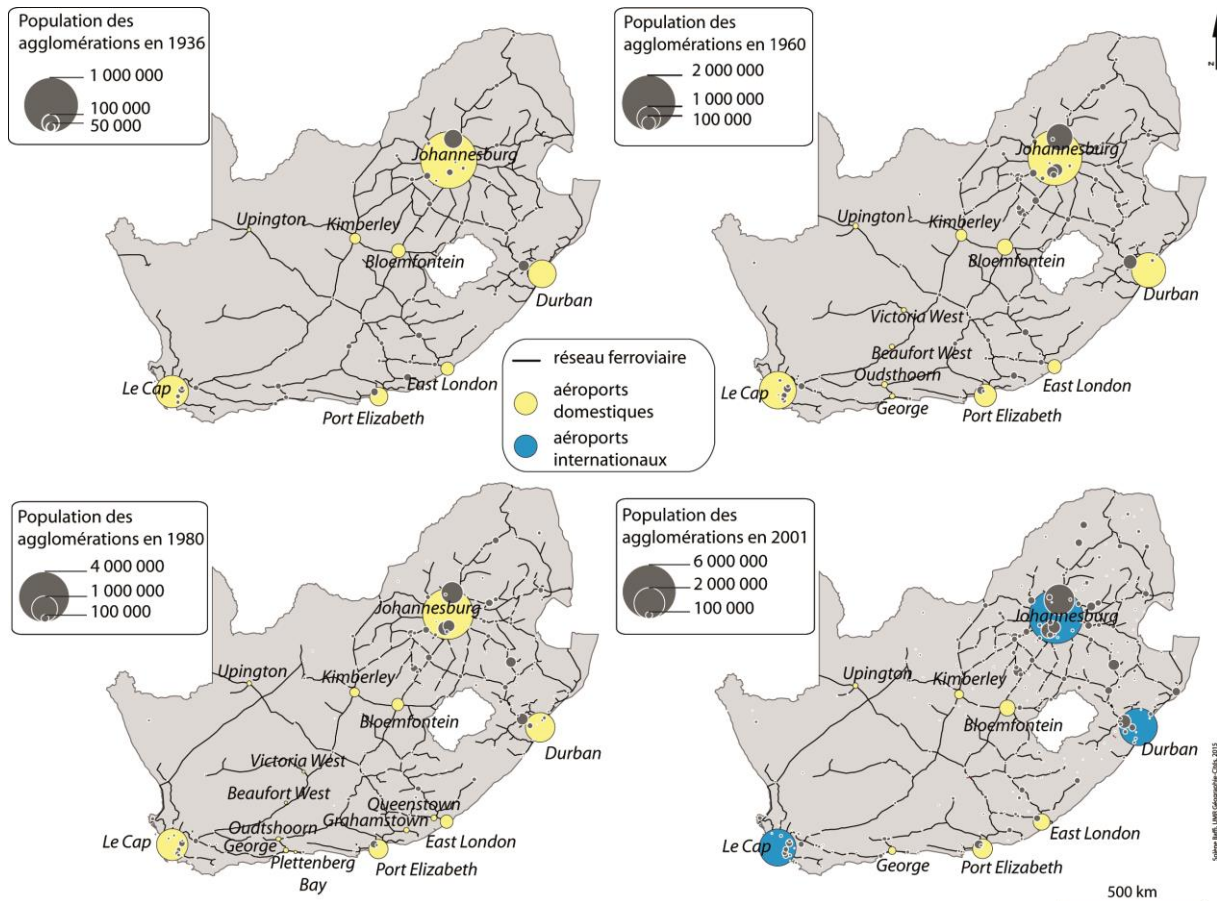 Population des
agglomérations en 1936
1 000 000
100 000
50 000
Johannesburg
Upington
Kimberley
Bloemfontein
Durban
East London
Le Cap
Port Elizabeth
Population des
agglomérations en 1960
2 000 000
1 000 000
100 000
N
Johannesburg
Upington
Kimberley
Bloemfontein
Durban
Victoria West
Beaufort West
Oudsthoorn
East London
Le Cap
George
Port Elizabeth
réseau ferroviaire
aéroports
domestiques
aéroports
internationaux
Population des
agglomérations en 1980
4 000 000
1 000 000
100 000
Johannesburg
Upington
Kimberley
Bloemfontein
Durban
Victoria West
Beaufort West
Queenstown
Grahamstown
Oudtshoorn
East London
Le Cap
George
Plettenberg
Bay
Port Elizabeth
Population des
agglomérations en 2001
6 000 000
2 000 000
100 000
Johannesburg
Upington
Kimberley
Bloemfontein
Durban
East London
Le Cap
George
Port Elizabeth
500 km
Solène Baffi, UMR Géographie-Cités, 2015